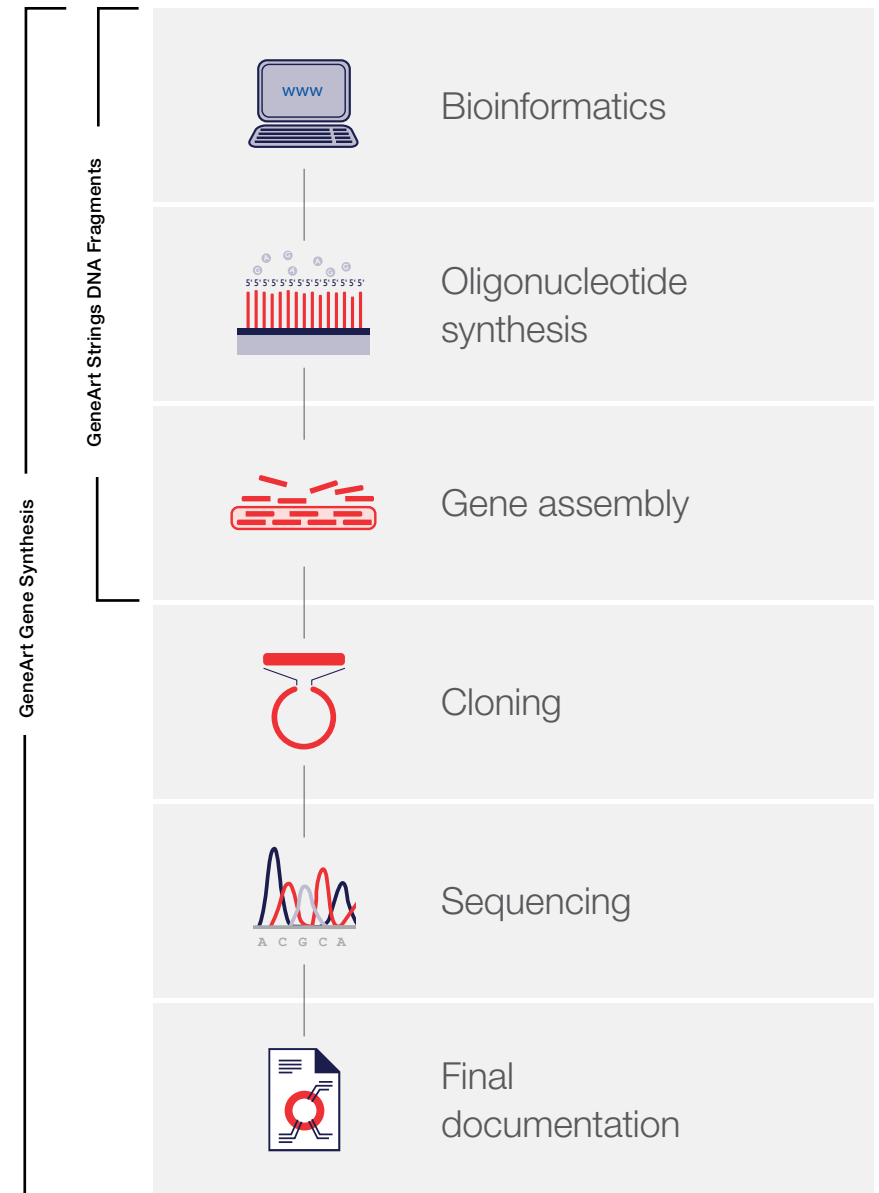 GeneArt Gene Synthesis
GeneArt Strings DNA Fragments
www
Bioinformatics
G A G A A G G
5' 5' 5' 5' 5' 5' 5' 5' 5' 5' 5' 5' 5' 5'
Oligonucleotide
synthesis
Gene assembly
Cloning
Sequencing
A C G C A
Final
documentation